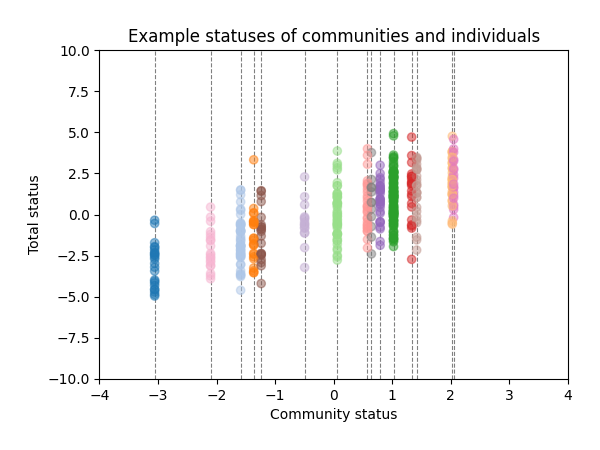 Example statuses of communities and individuals
10.0
7.5
5.0
2.5
0.0
−2.5
−5.0
−7.5
−10.0
Total status
−4 −3 −2 −1 0 1 2 3 4
Community status